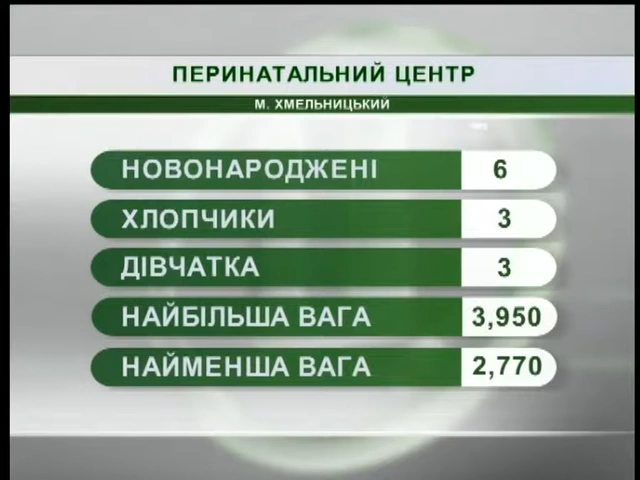 ПЕРИНАТАЛЬНИЙ ЦЕНТР
М. ХМЕЛЬНИЦЬКИЙ
НОВОНАРОДЖЕНІ 6
ХЛОПЧИКИ 3
ДІВЧАТКА 3
НАЙБІЛЬША ВАГА 3,950
НАЙМЕНША ВАГА 2,770